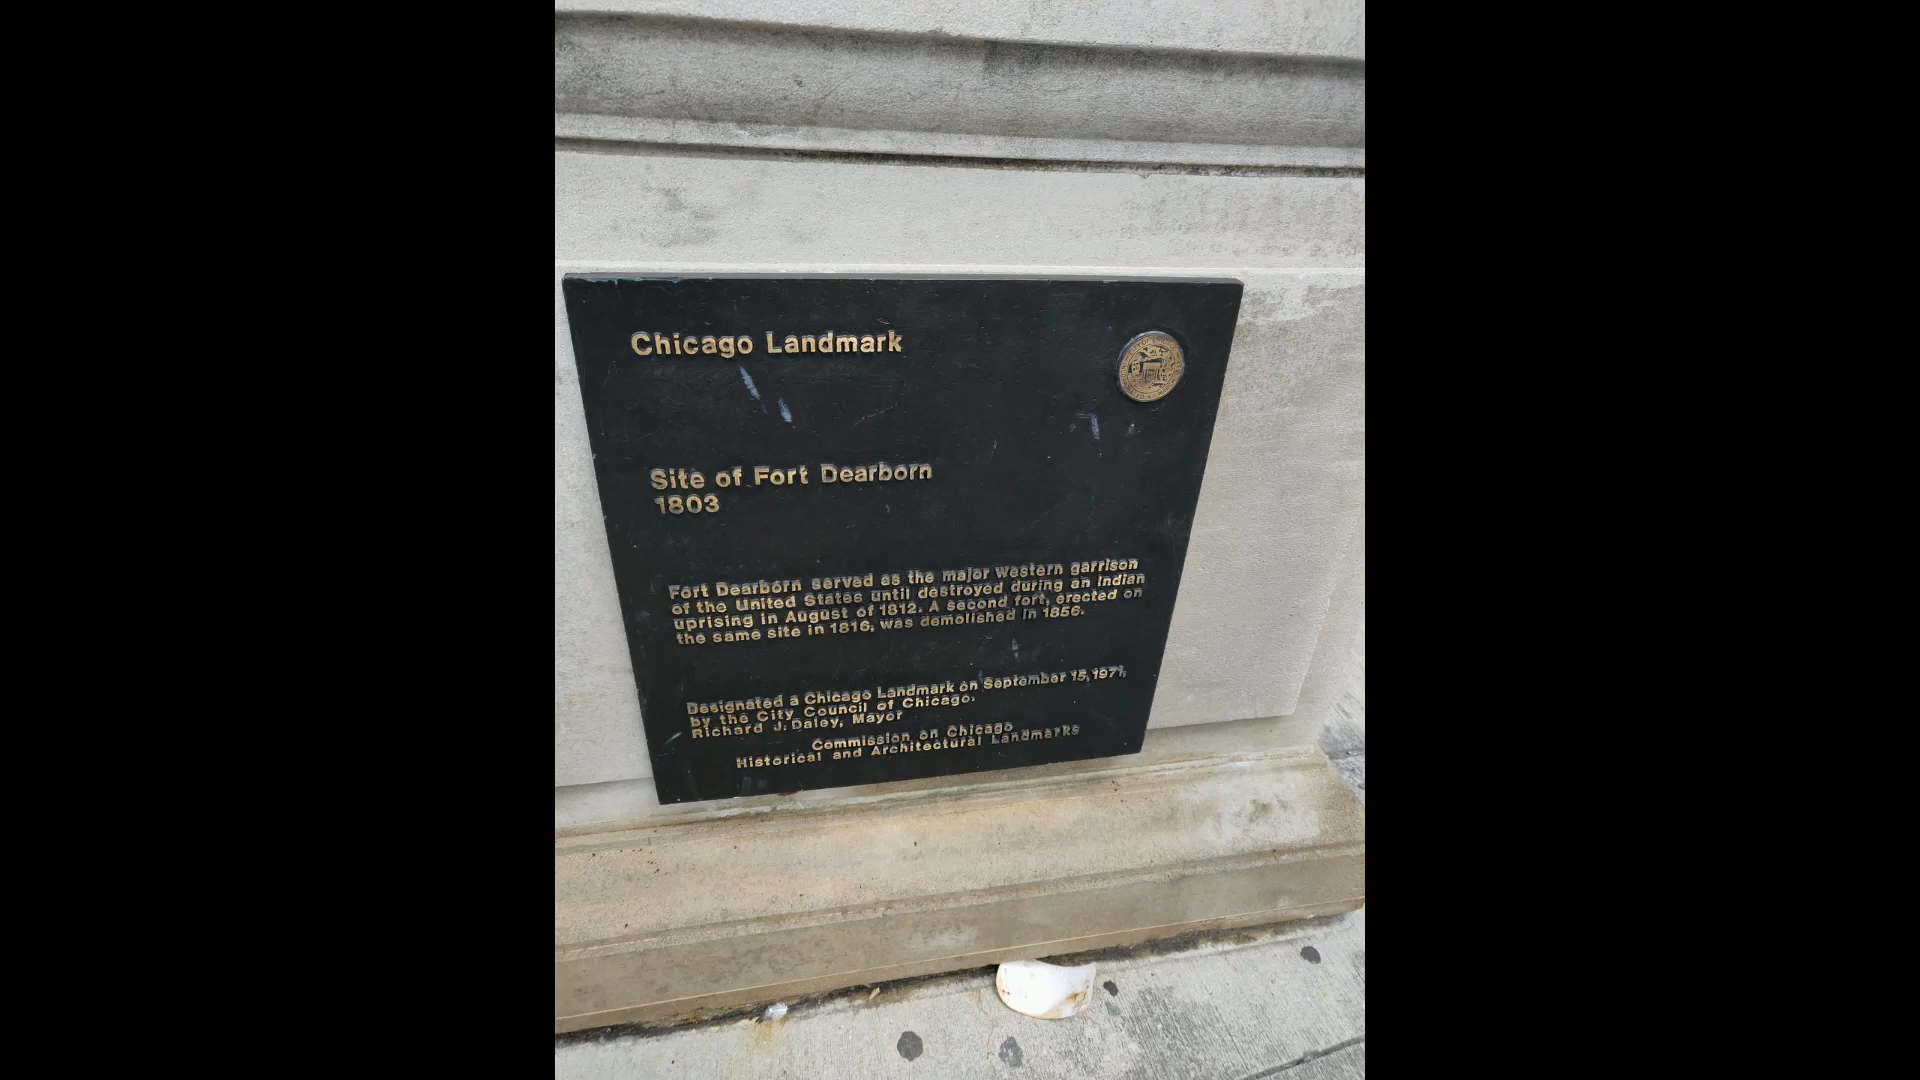 Chicago Landmark
Site of Fort Dearborn
1803
Fort Dearborn served as the major western garrison
of the United States until destroyed during an Indian
uprising in August of 1812. A second fort, erected on
the same site in 1816, was demolished in 1856.
Designated a Chicago Landmark on September 15, 1971,
by the City Council of Chicago.
Richard J. Daley, Mayor
Commission on Chicago
Historical and Architectural Landmarks